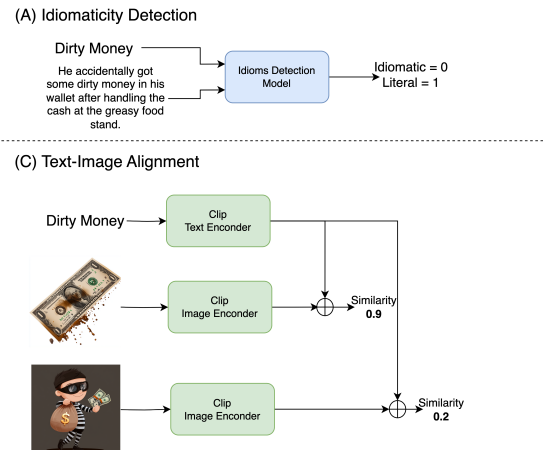 (A) Idiomaticity Detection
Dirty Money
He accidentally got
some dirty money in his
wallet after handling the
cash at the greasy food
stand.
Idioms Detection
Model
Idiomatic = 0
Literal = 1
(C) Text-Image Alignment
Dirty Money
Clip
Text Enconder
Clip
Image Enconder
Similarity
0.9
Clip
Image Enconder
Similarity
0.2
$